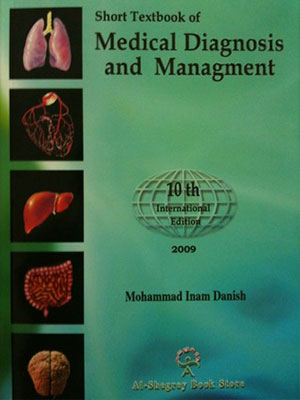 Short Textbook of
Medical Diagnosis
and Managment
10 th
International
Edition
2009
Mohammad Inam Danish
Al-Shegrey Book Store